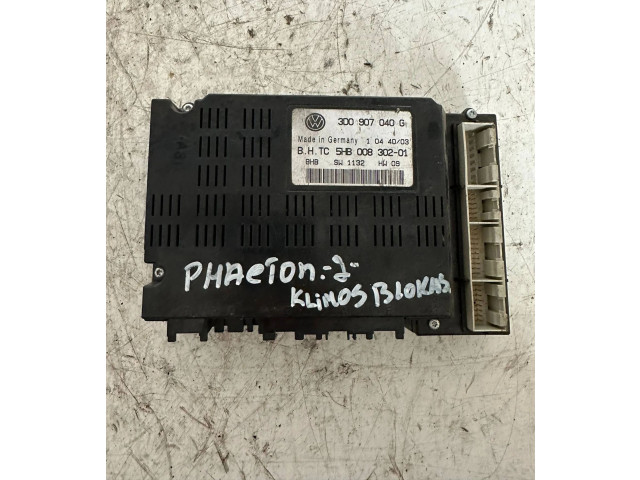 3D0 907 040 G
Made in Germany 1 04 40/03
B.H.TC 5HB 008 302-01
BHB SW 1132 HW 09
PHAeTon.-2-
KLiMOS BLOKAS